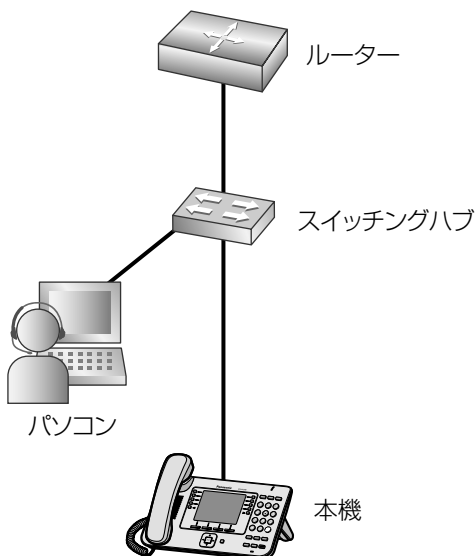 ルーター
スイッチングハブ
パソコン
本機